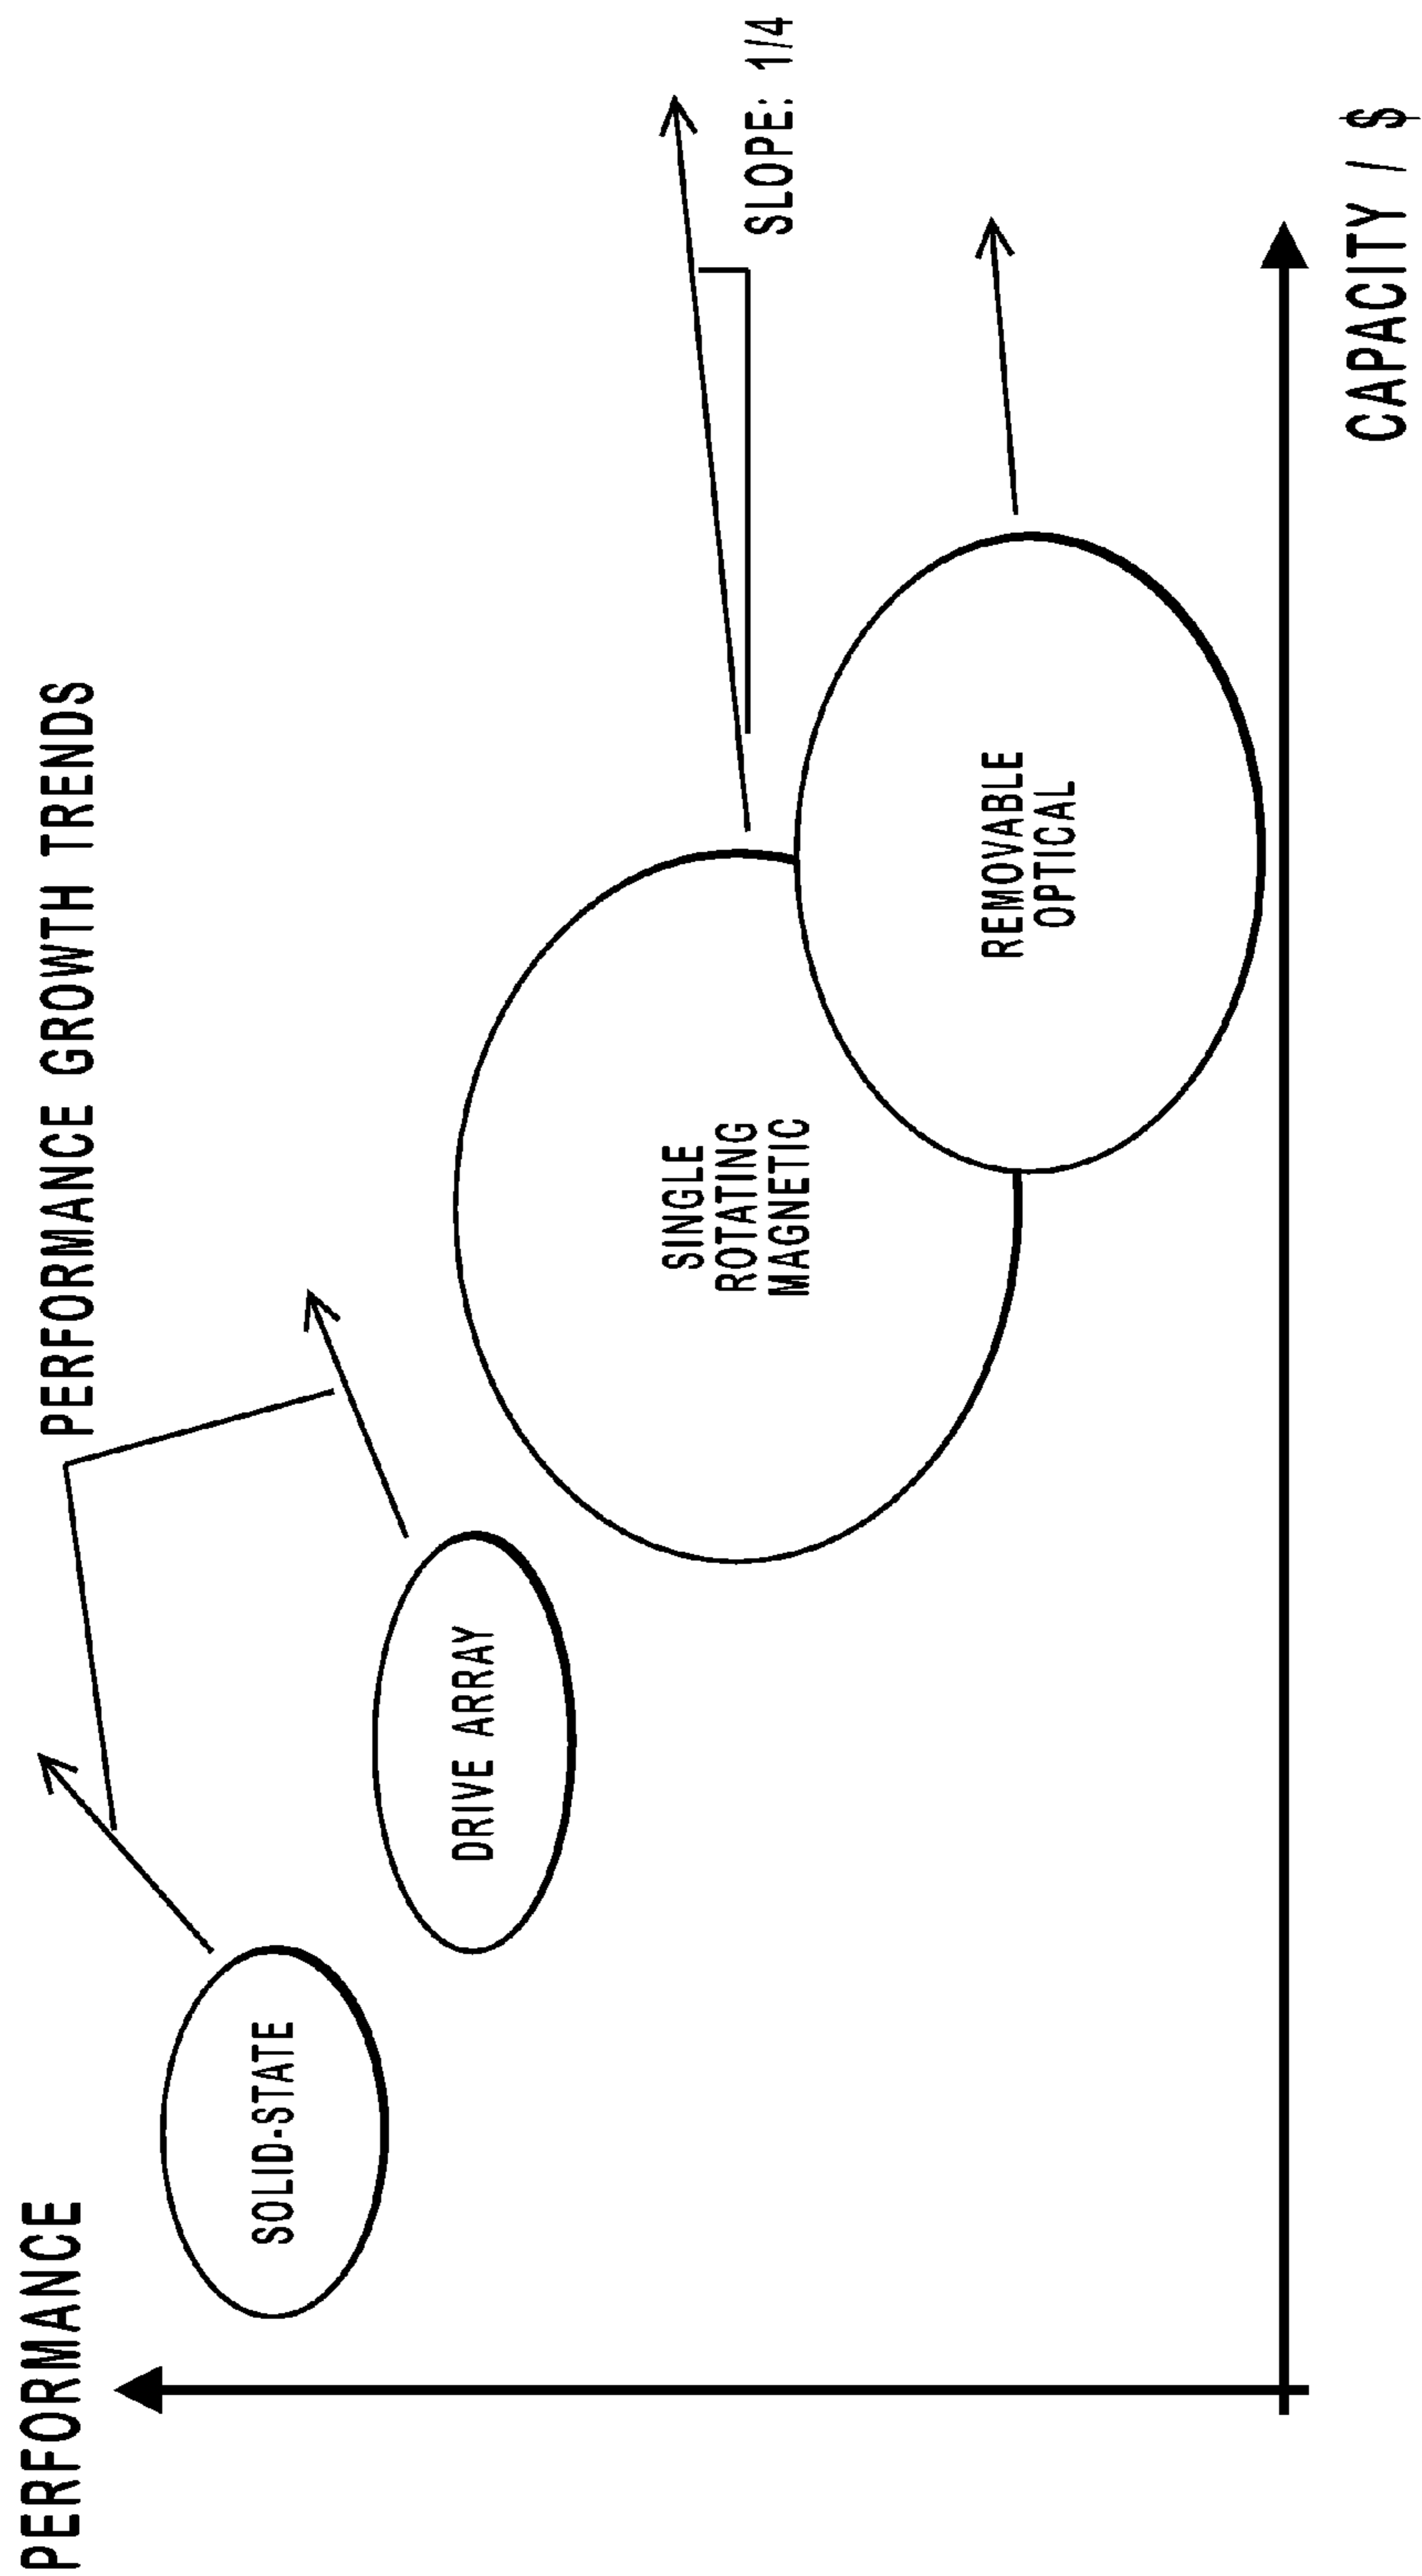 PERFORMANCE
PERFORMANCE GROWTH TRENDS
SOLID-STATE
DRIVE ARRAY
SINGLE
ROTATING
MAGNETIC
SLOPE: 1/4
REMOVABLE
OPTICAL
CAPACITY / $